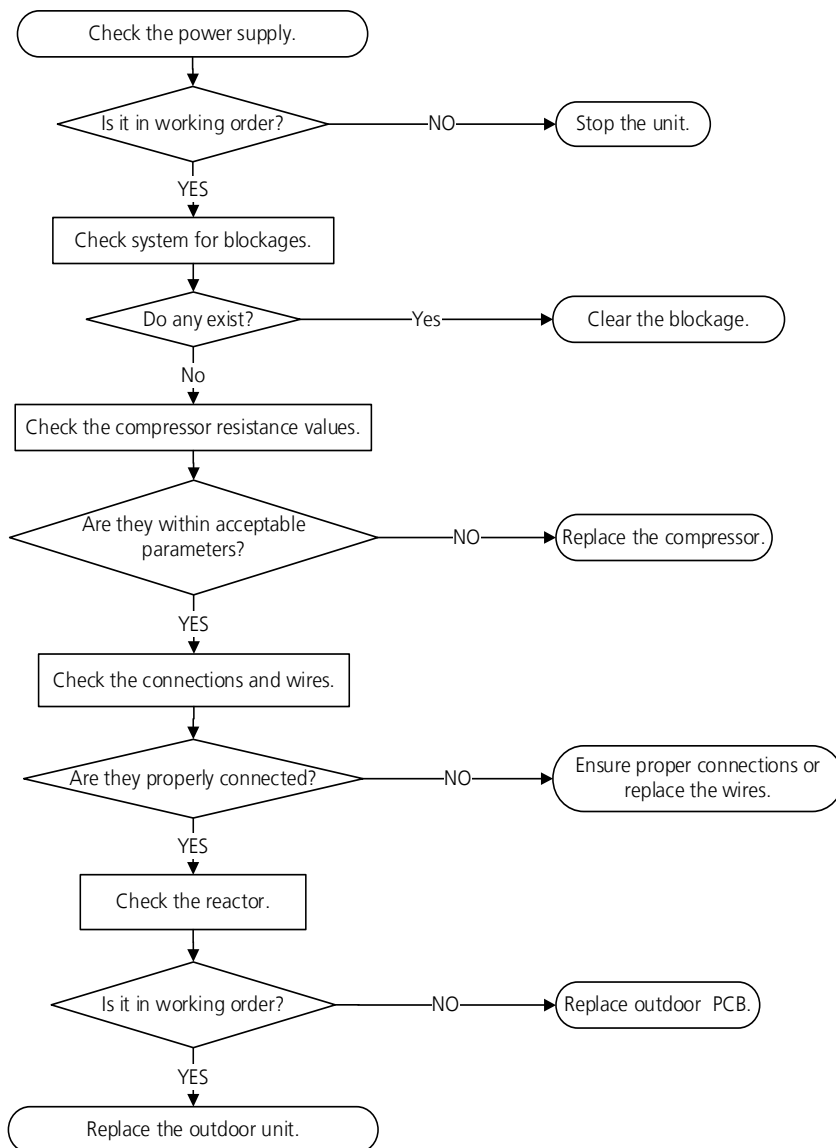 Check the power supply.
Is it in working order?
NO
Stop the unit.
YES
Check system for blockages.
Do any exist?
Yes
Clear the blockage.
No
Check the compressor resistance values.
Are they within acceptable
parameters?
NO
Replace the compressor.
YES
Check the connections and wires.
Are they properly connected?
NO
Ensure proper connections or
replace the wires.
YES
Check the reactor.
Is it in working order?
NO
Replace outdoor PCB.
YES
Replace the outdoor unit.